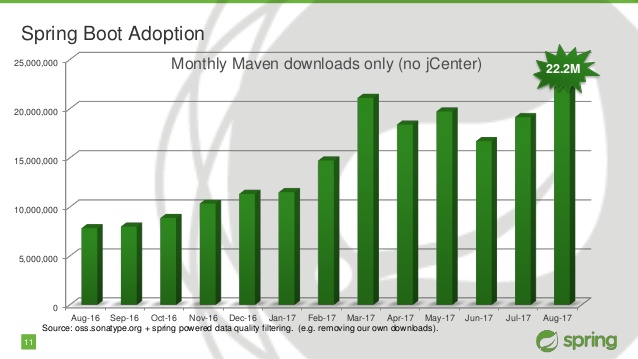 Spring Boot Adoption
Monthly Maven downloads only (no jCenter)
22.2M
25,000,000
20,000,000
15,000,000
10,000,000
5,000,000
0
Aug-16 Sep-16 Oct-16 Nov-16 Dec-16 Jan-17 Feb-17 Mar-17 Apr-17 May-17 Jun-17 Jul-17 Aug-17
Source: oss.sonatype.org + spring powered data quality filtering. (e.g. removing our own downloads).
11
spring